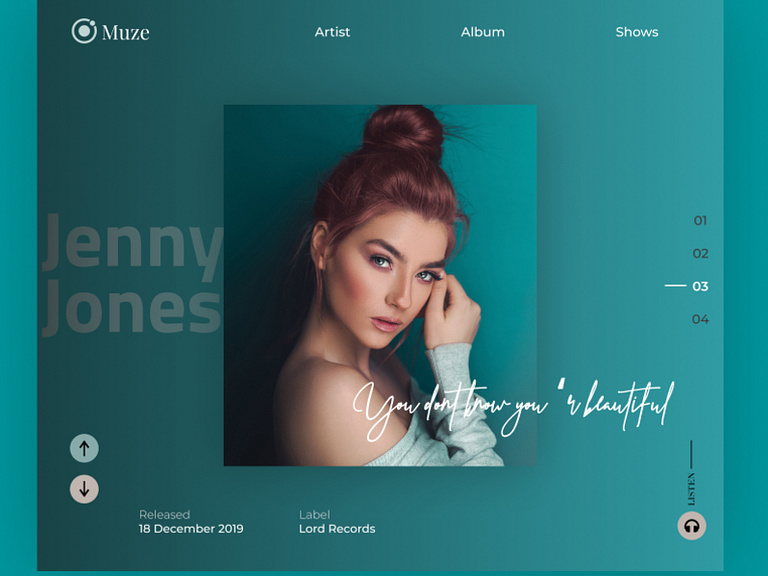 Muze
Artist
Album
Shows
Jenny
Jones
01
02
03
04
You dont know you 'r beautiful
LISTEN
Released
18 December 2019
Label
Lord Records